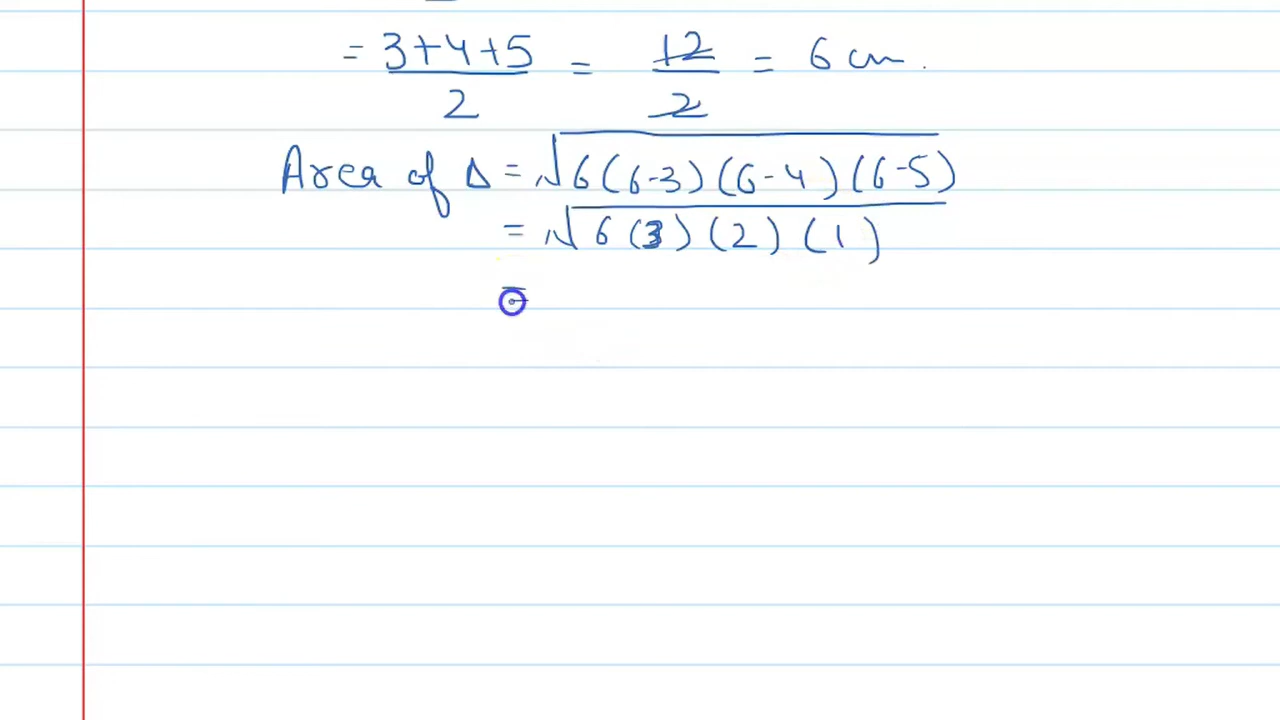 = 3+4+5/2 = 12/2 = 6 cm.
Area of Δ = √6(6-3)(6-4)(6-5)
= √6(3)(2)(1)
=